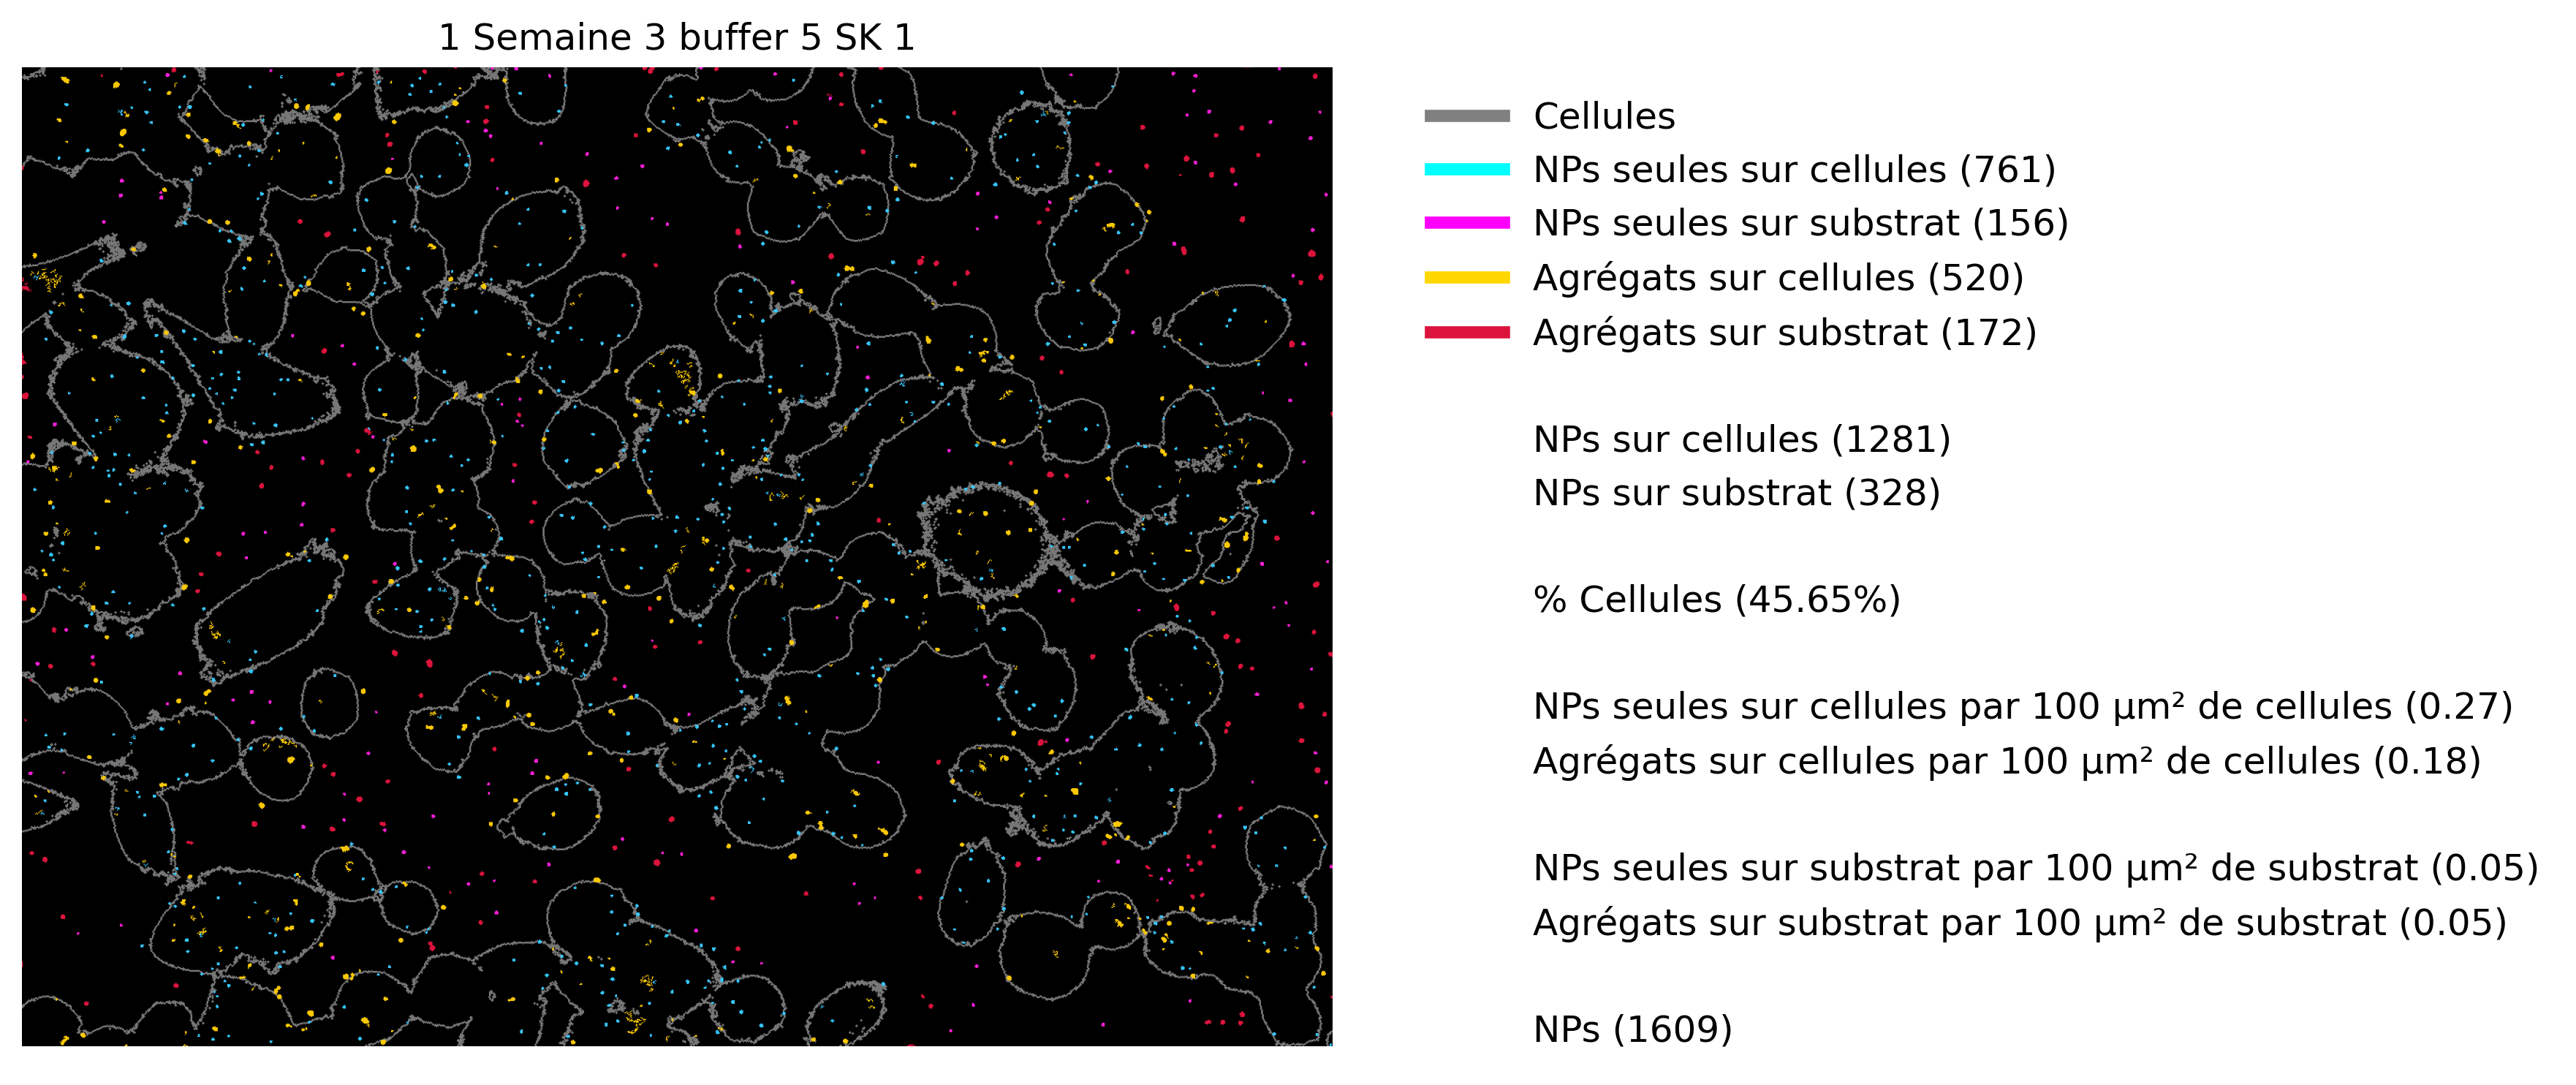 1 Semaine 3 buffer 5 SK 1
Cellules
NPs seules sur cellules (761)
NPs seules sur substrat (156)
Agrégats sur cellules (520)
Agrégats sur substrat (172)
NPs sur cellules (1281)
NPs sur substrat (328)
% Cellules (45.65%)
NPs seules sur cellules par 100 µm² de cellules (0.27)
Agrégats sur cellules par 100 µm² de cellules (0.18)
NPs seules sur substrat par 100 µm² de substrat (0.05)
Agrégats sur substrat par 100 µm² de substrat (0.05)
NPs (1609)